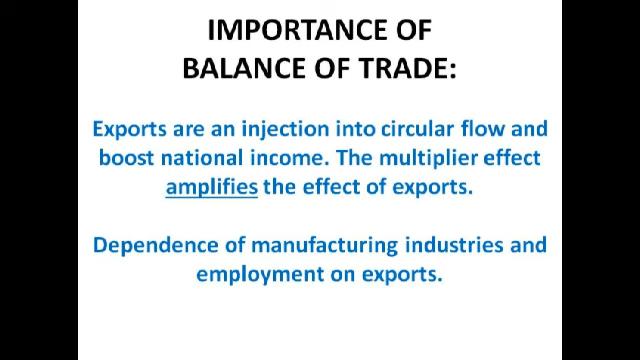 IMPORTANCE OF
BALANCE OF TRADE:
Exports are an injection into circular flow and
boost national income. The multiplier effect
amplifies the effect of exports.
Dependence of manufacturing industries and
employment on exports.